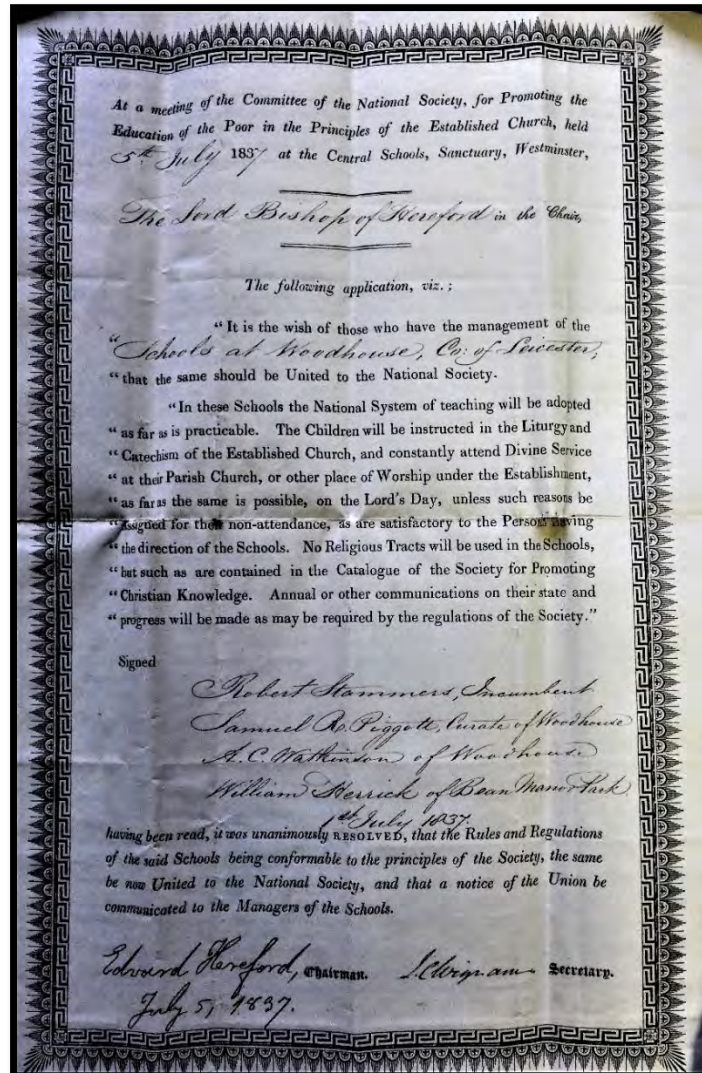 At a meeting of the Committee of the National Society, for Promoting the
Education of the Poor in the Principles of the Established Church, held
5th July 1837 at the Central Schools, Sanctuary, Westminster,
The Lord Bishop of Hereford in the Chair,
The following application, viz.;
"It is the wish of those who have the management of the
"Schools at Woodhouse, Co: of Leicester,
"that the same should be United to the National Society.
"In these Schools the National System of teaching will be adopted
"as far as is practicable. The Children will be instructed in the Liturgy and
"Catechism of the Established Church, and constantly attend Divine Service
"at their Parish Church, or other place of Worship under the Establishment,
"as far as the same is possible, on the Lord's Day, unless such reasons be
"assigned for their non-attendance, as are satisfactory to the Persons having
"the direction of the Schools. No Religious Tracts will be used in the Schools,
"but such as are contained in the Catalogue of the Society for Promoting
"Christian Knowledge. Annual or other communications on their state and
"progress will be made as may be required by the regulations of the Society."
Signed
Robert Stammers, Incumbent
Samuel R. Piggott, Curate of Woodhouse
A. C. Watkinson of Woodhouse
William Herrick of Bean Manor Park
1st July 1837.
having been read, it was unanimously RESOLVED, that the Rules and Regulations
of the said Schools being conformable to the principles of the Society, the same
be now United to the National Society, and that a notice of the Union be
communicated to the Managers of the Schools.
Edward Hereford, Chairman. Secretary.
July 5, 1837.